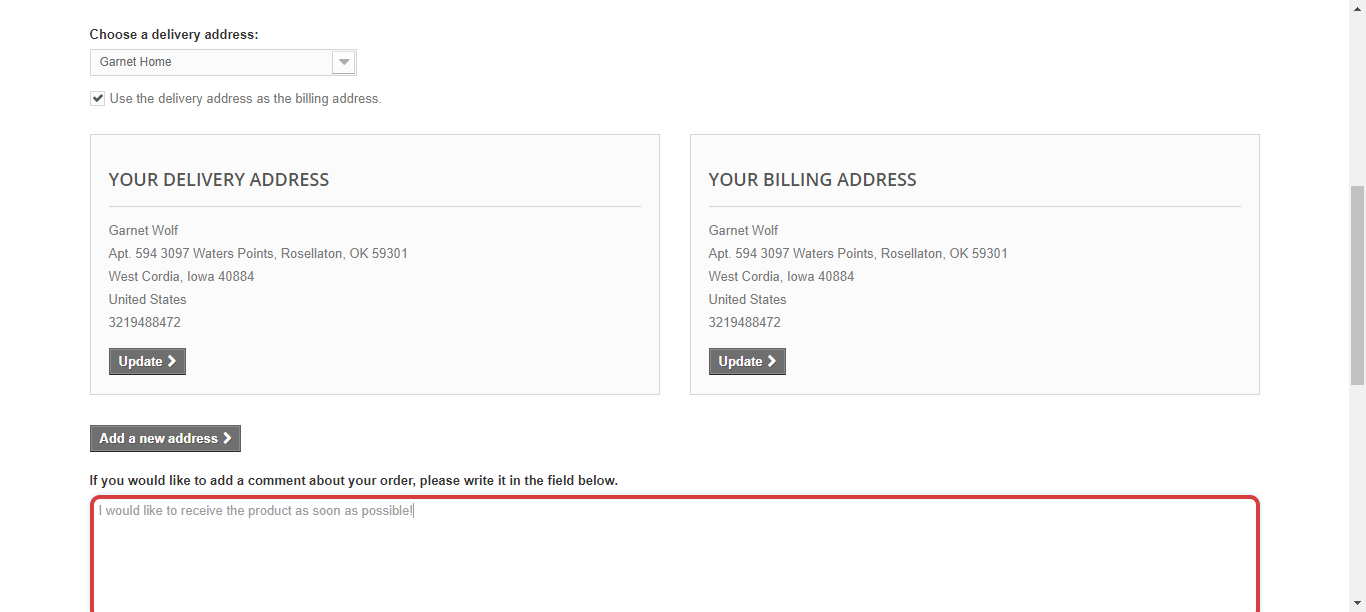 Choose a delivery address:
Garnet Home
Use the delivery address as the billing address.
YOUR DELIVERY ADDRESS
Garnet Wolf
Apt. 594 3097 Waters Points, Rosellaton, OK 59301
West Cordia, Iowa 40884
United States
3219488472
Update
YOUR BILLING ADDRESS
Garnet Wolf
Apt. 594 3097 Waters Points, Rosellaton, OK 59301
West Cordia, Iowa 40884
United States
3219488472
Update
Add a new address
If you would like to add a comment about your order, please write it in the field below.
I would like to receive the product as soon as possible!